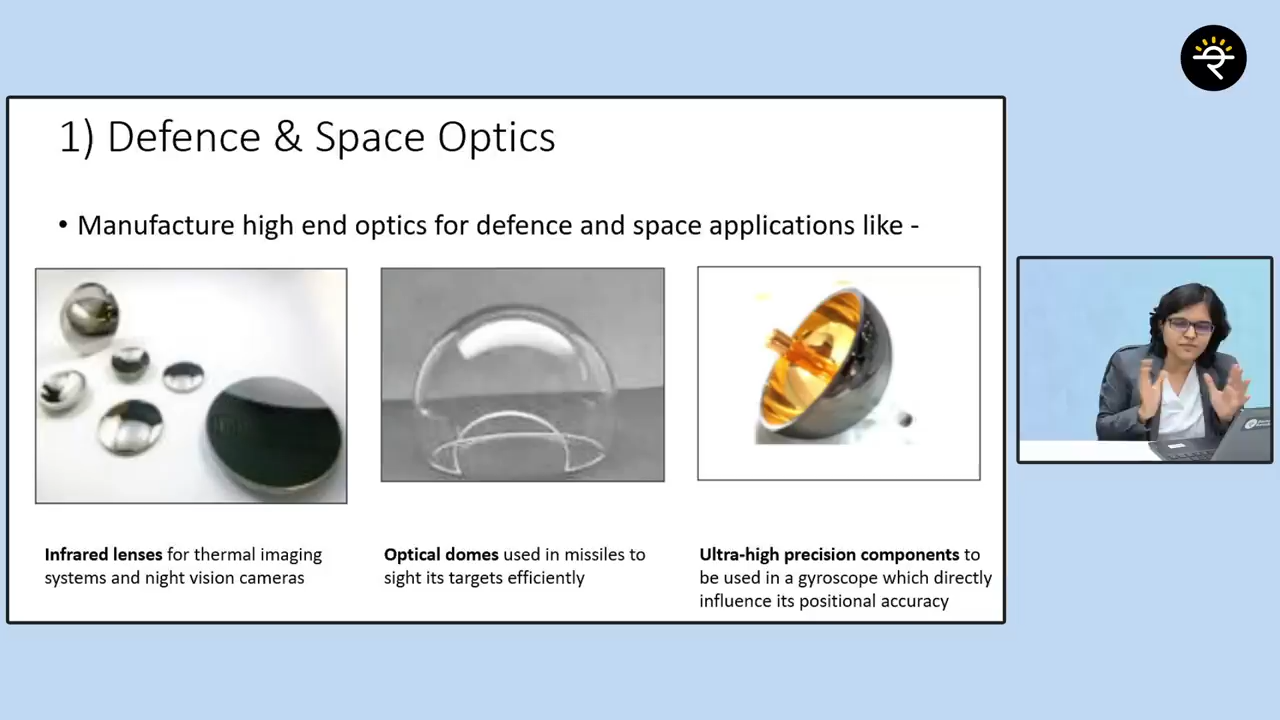 1) Defence & Space Optics
• Manufacture high end optics for defence and space applications like -
Infrared lenses for thermal imaging
systems and night vision cameras
Optical domes used in missiles to
sight its targets efficiently
Ultra-high precision components to
be used in a gyroscope which directly
influence its positional accuracy